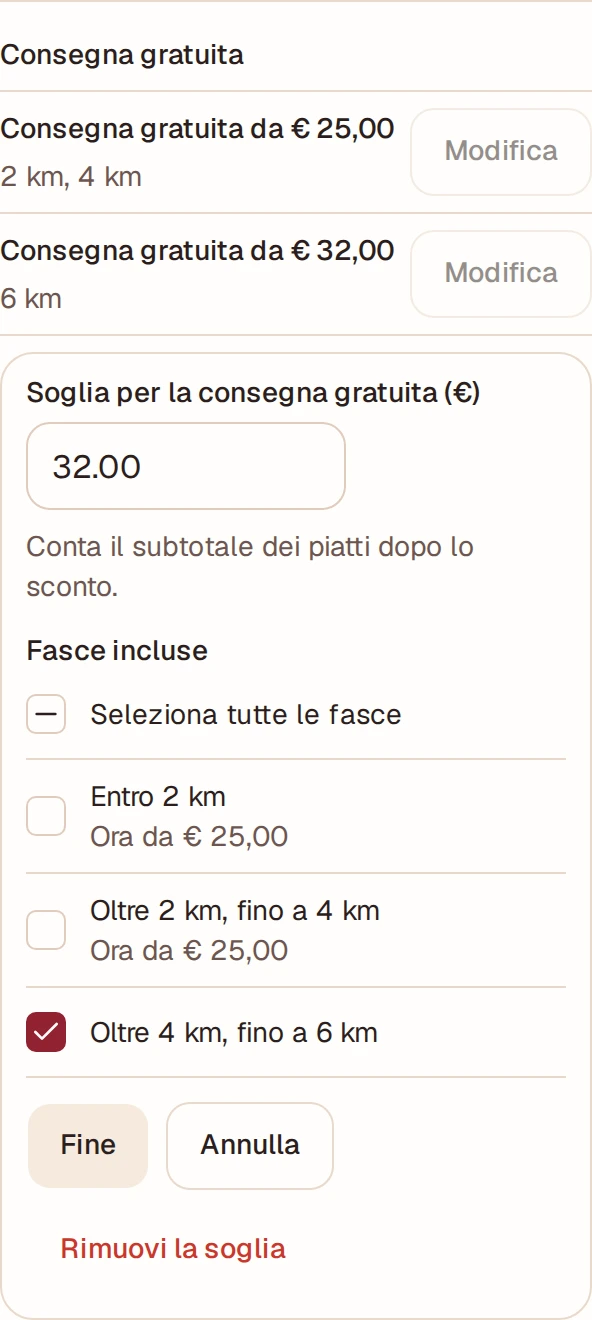 Consegna gratuita
Consegna gratuita da € 25,00
Modifica
2 km, 4 km
Consegna gratuita da € 32,00
Modifica
6 km
Soglia per la consegna gratuita (€)
32.00
Conta il subtotale dei piatti dopo lo
sconto.
Fasce incluse
Seleziona tutte le fasce
Entro 2 km
Ora da € 25,00
Oltre 2 km, fino a 4 km
Ora da € 25,00
Oltre 4 km, fino a 6 km
Fine
Annulla
Rimuovi la soglia